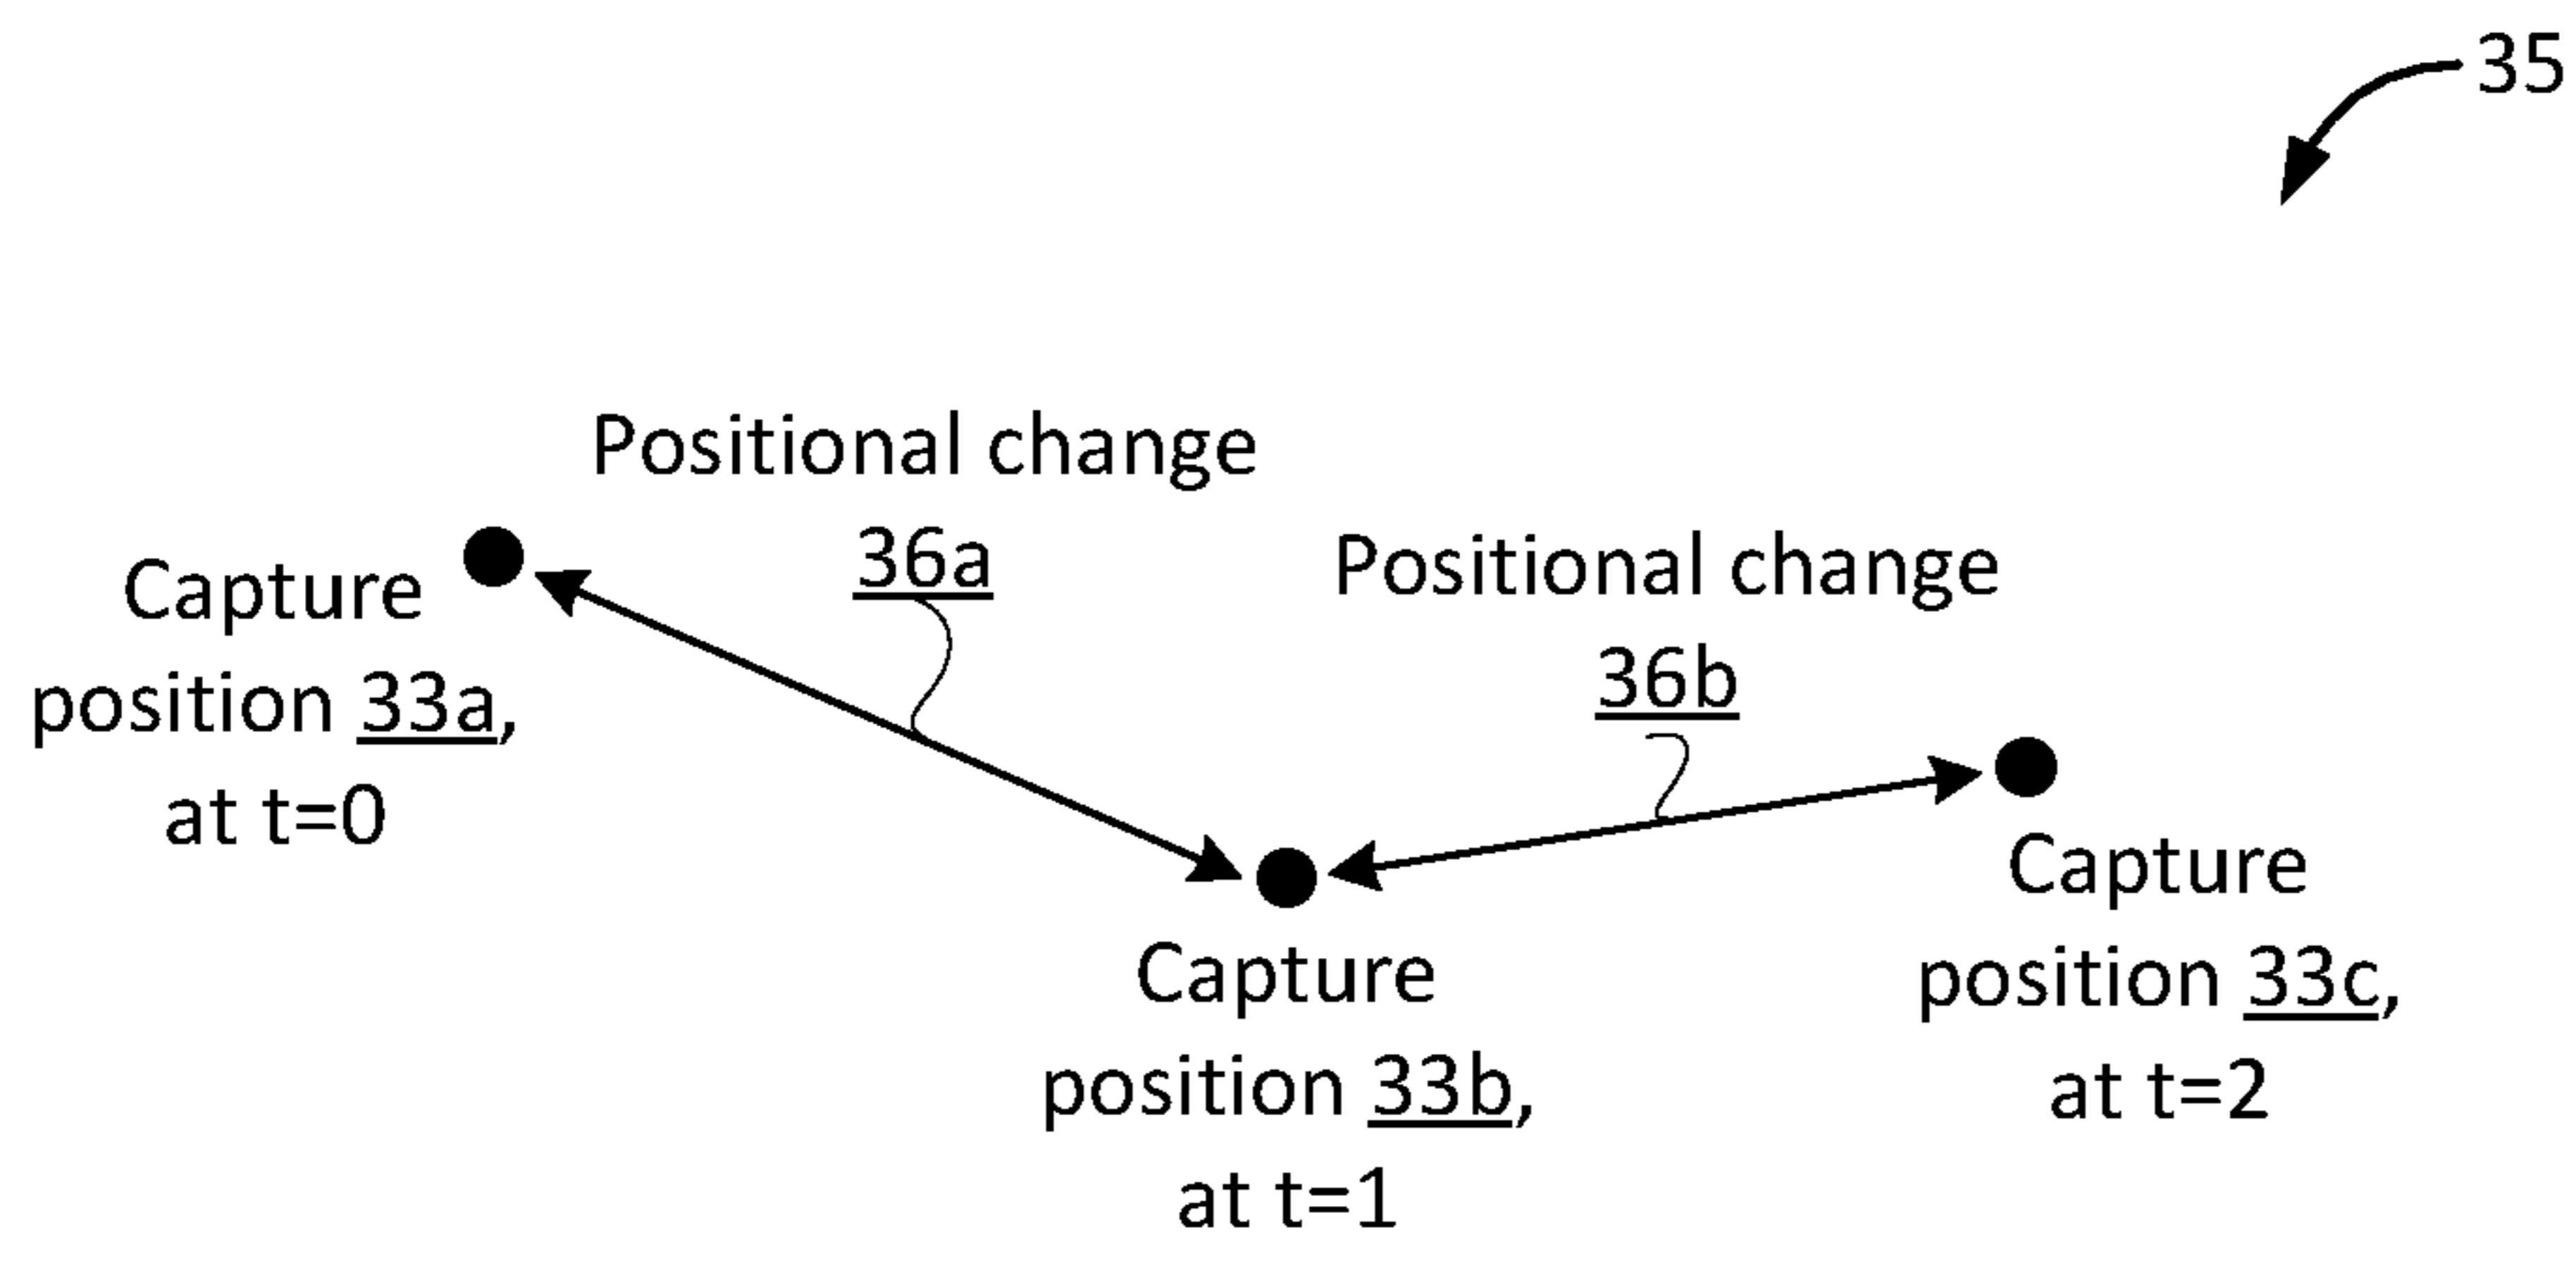 35
Positional change
36a
Positional change
36b
Capture
position 33a,
at t=0
Capture
position 33b,
at t=1
Capture
position 33c,
at t=2